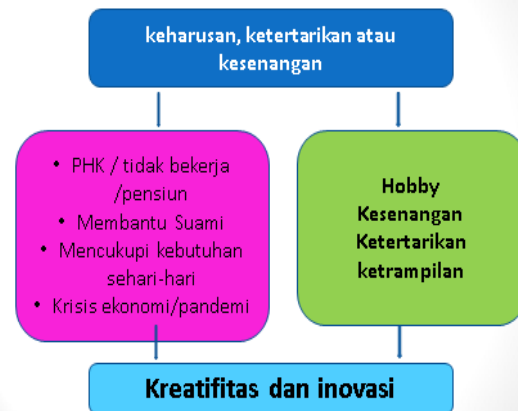 keharusan, ketertarikan atau
kesenangan
• PHK / tidak bekerja
/pensiun
• Membantu Suami
• Mencukupi kebutuhan
sehari-hari
• Krisis ekonomi/pandemi
Hobby
Kesenangan
Ketertarikan
ketrampilan
Kreatifitas dan inovasi